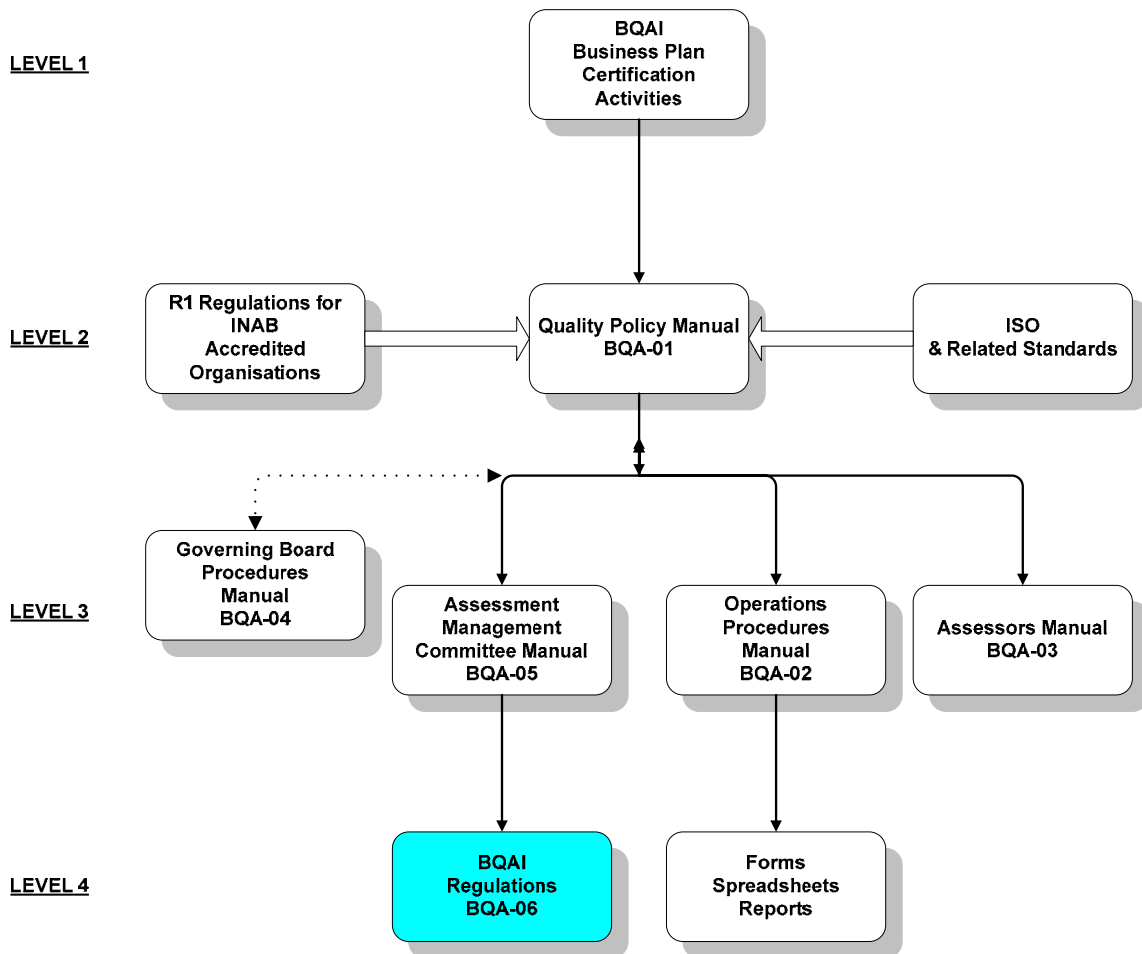 LEVEL 1
BQAI
Business Plan
Certification
Activities
LEVEL 2
R1 Regulations for
INAB
Accredited
Organisations
Quality Policy Manual
BQA-01
ISO
& Related Standards
LEVEL 3
Governing Board
Procedures
Manual
BQA-04
Assessment
Management
Committee Manual
BQA-05
Operations
Procedures
Manual
BQA-02
Assessors Manual
BQA-03
LEVEL 4
BQAI
Regulations
BQA-06
Forms
Spreadsheets
Reports